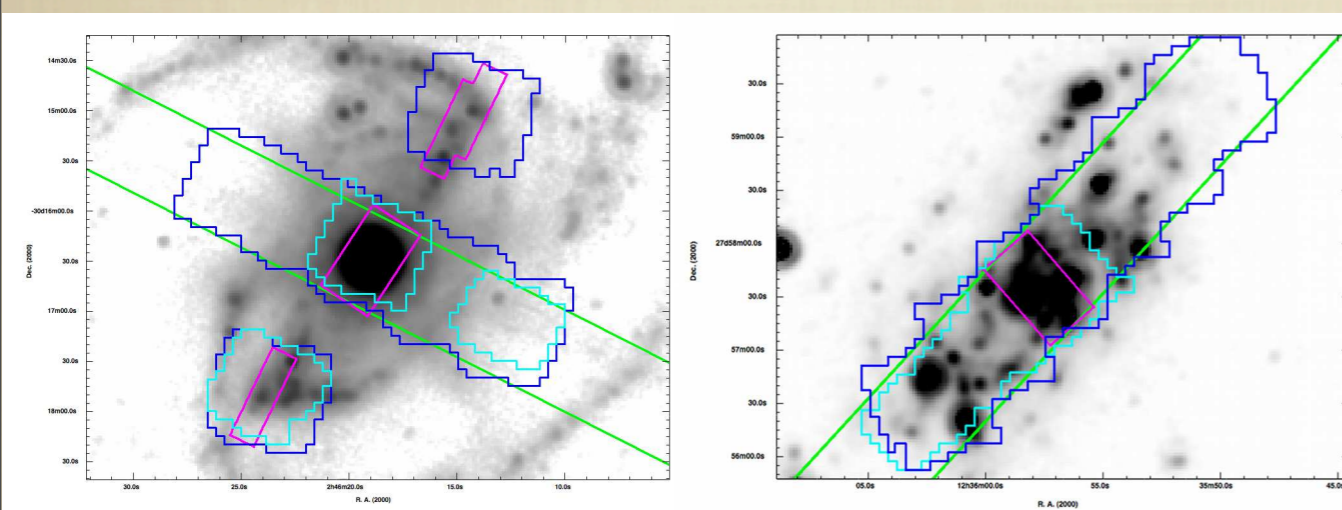 14m30.0s
15m00.0s
30.0s
-30d16m00.0s
30.0s
17m00.0s
30.0s
18m00.0s
30.0s
Dec. (2000)
30.0s
25.0s
2h46m20.0s
15.0s
10.0s
R. A. (2000)
30.0s
59m00.0s
30.0s
27d58m00.0s
30.0s
57m00.0s
30.0s
56m00.0s
Dec. (2000)
05.0s
12h36m00.0s
55.0s
35m50.0s
45.0s
R. A. (2000)